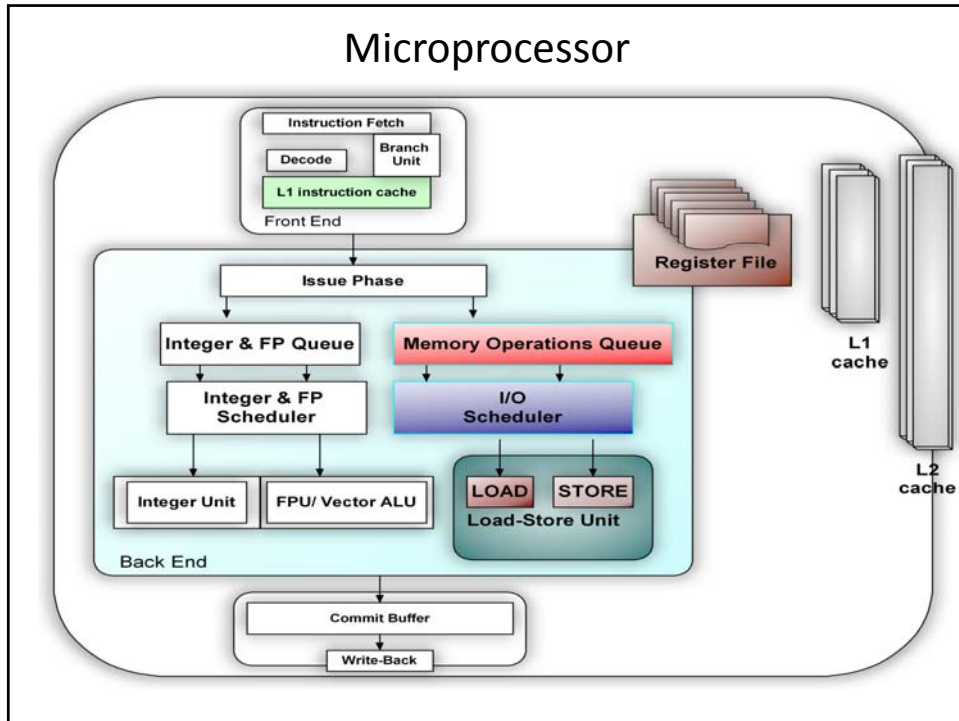 Microprocessor
Instruction Fetch
Decode
Branch
Unit
L1 instruction cache
Front End
Issue Phase
Register File
Integer & FP Queue
Memory Operations Queue
Integer & FP
Scheduler
I/O
Scheduler
L1
cache
L2
cache
Integer Unit
FPU/ Vector ALU
LOAD
STORE
Load-Store Unit
Back End
Commit Buffer
Write-Back